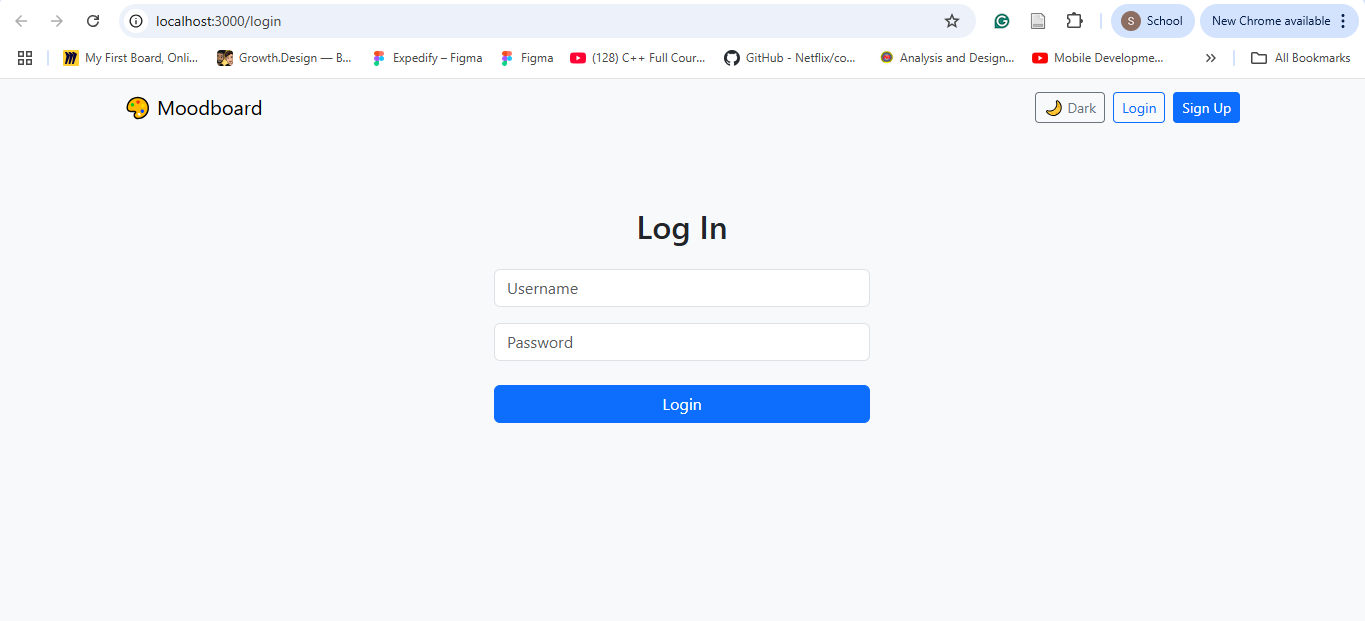 localhost:3000/login
S School
New Chrome available
My First Board, Onli...
Growth.Design — B...
Expedify – Figma
Figma
(128) C++ Full Cour...
GitHub - Netflix/co...
Analysis and Design...
Mobile Developme...
All Bookmarks
Moodboard
Dark
Login
Sign Up
Log In
Username
Password
Login